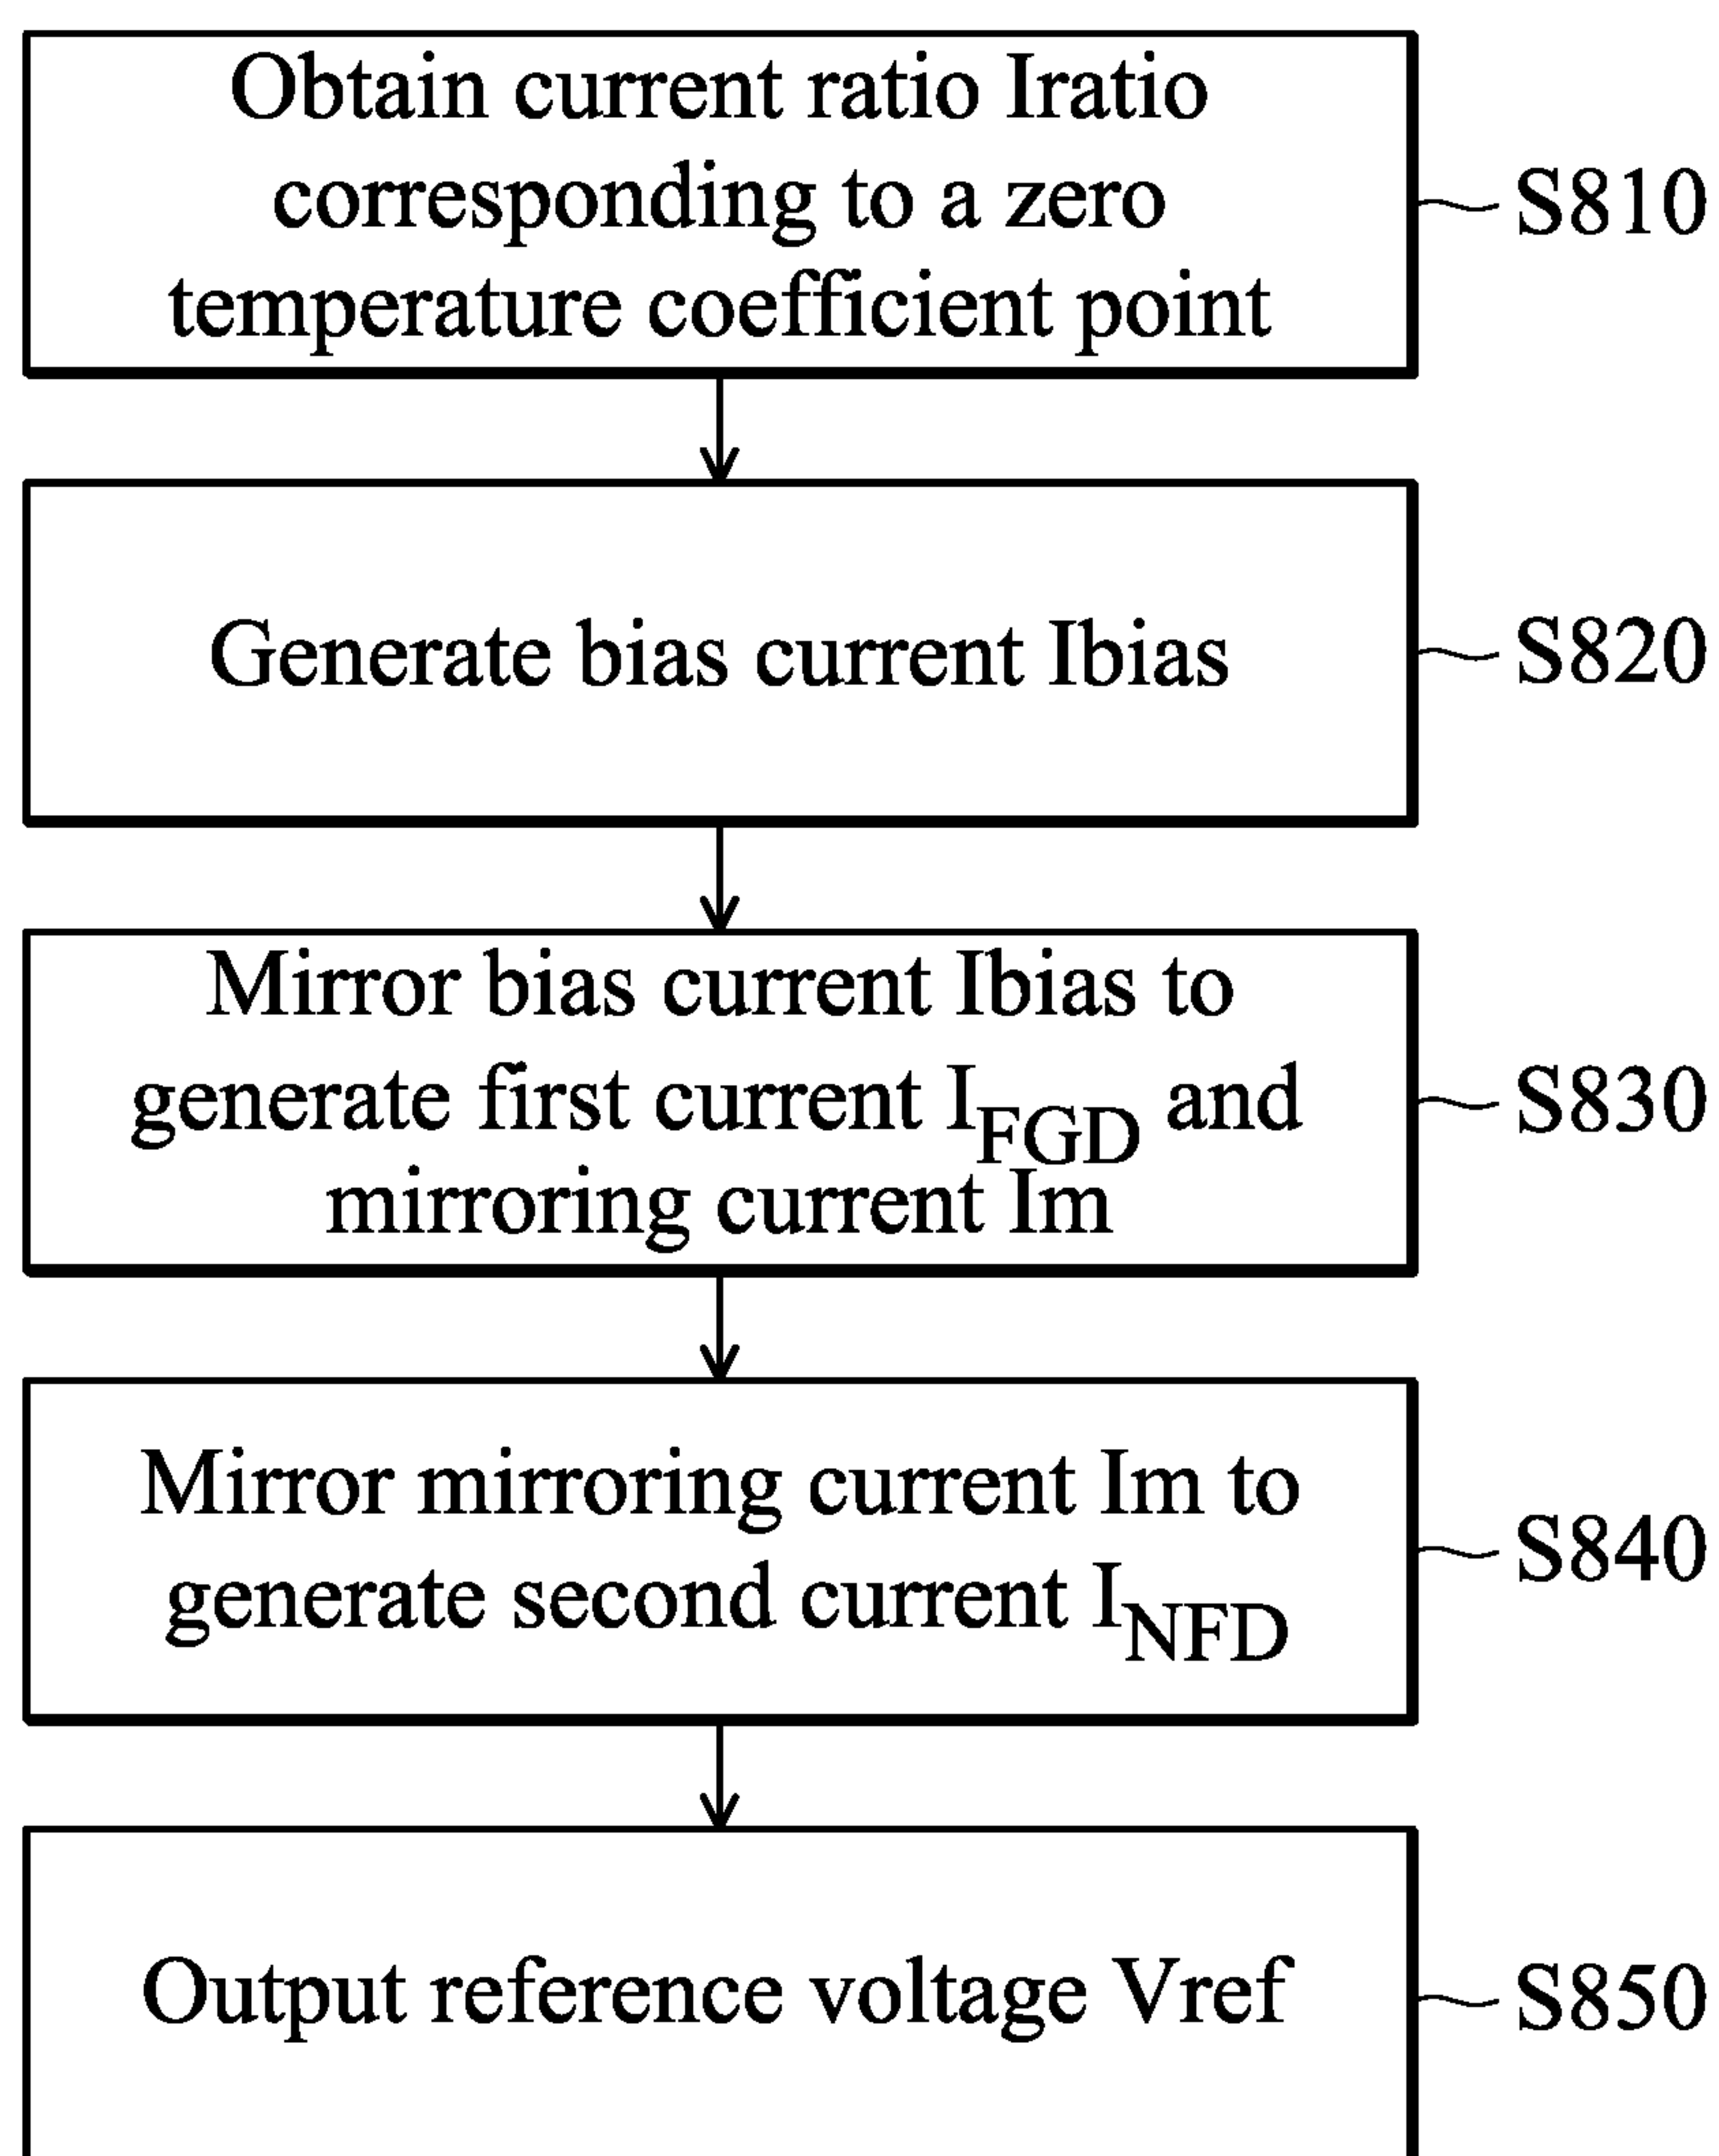 Obtain current ratio Iratio
corresponding to a zero
temperature coefficient point
S810
Generate bias current Ibias
S820
Mirror bias current Ibias to
generate first current I_FGD and
mirroring current Im
S830
Mirror mirroring current Im to
generate second current I_NFD
S840
Output reference voltage Vref
S850